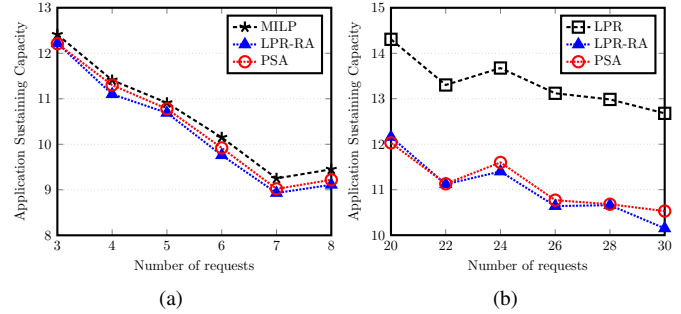 Application Sustaining Capacity
13
12
11
10
9
8
3
4
5
6
7
8
Number of requests
MILP
LPR-RA
PSA
(a)
Application Sustaining Capacity
15
14
13
12
11
10
20
22
24
26
28
30
Number of requests
LPR
LPR-RA
PSA
(b)